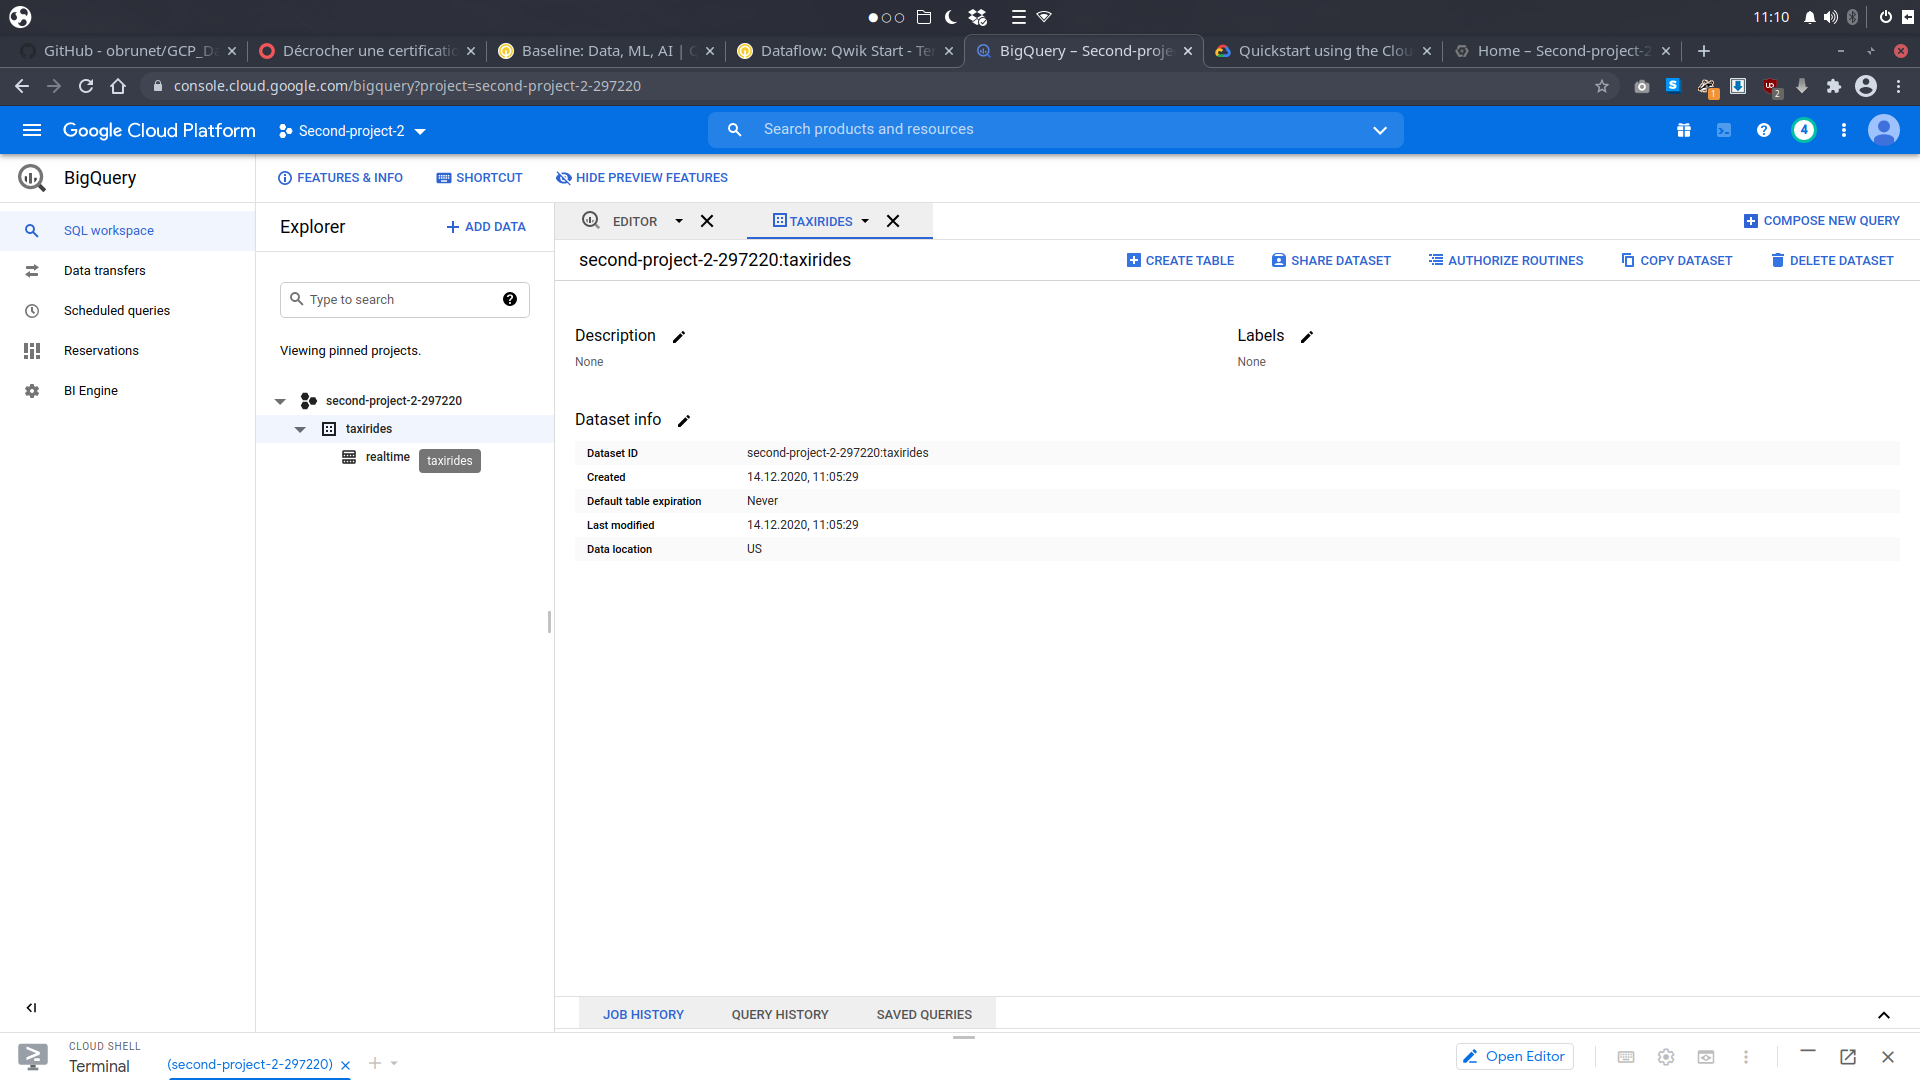 11:10
GitHub - obrunet/GCP_Da
Décrocher une certificatio
Baseline: Data, ML, AI |
Dataflow: Qwik Start - Te
BigQuery – Second-proje
Quickstart using the Clou
Home – Second-project-2
console.cloud.google.com/bigquery?project=second-project-2-297220
1
2
Google Cloud Platform
Second-project-2
Search products and resources
4
BigQuery
FEATURES & INFO
SHORTCUT
HIDE PREVIEW FEATURES
SQL workspace
Data transfers
Scheduled queries
Reservations
BI Engine
Explorer
ADD DATA
Type to search
Viewing pinned projects.
second-project-2-297220
taxirides
realtime
taxirides
EDITOR
TAXIRIDES
COMPOSE NEW QUERY
second-project-2-297220:taxirides
CREATE TABLE
SHARE DATASET
AUTHORIZE ROUTINES
COPY DATASET
DELETE DATASET
Description
None
Labels
None
Dataset info
Dataset ID second-project-2-297220:taxirides
Created 14.12.2020, 11:05:29
Default table expiration Never
Last modified 14.12.2020, 11:05:29
Data location US
JOB HISTORY
QUERY HISTORY
SAVED QUERIES
CLOUD SHELL
Terminal
(second-project-2-297220)
Open Editor